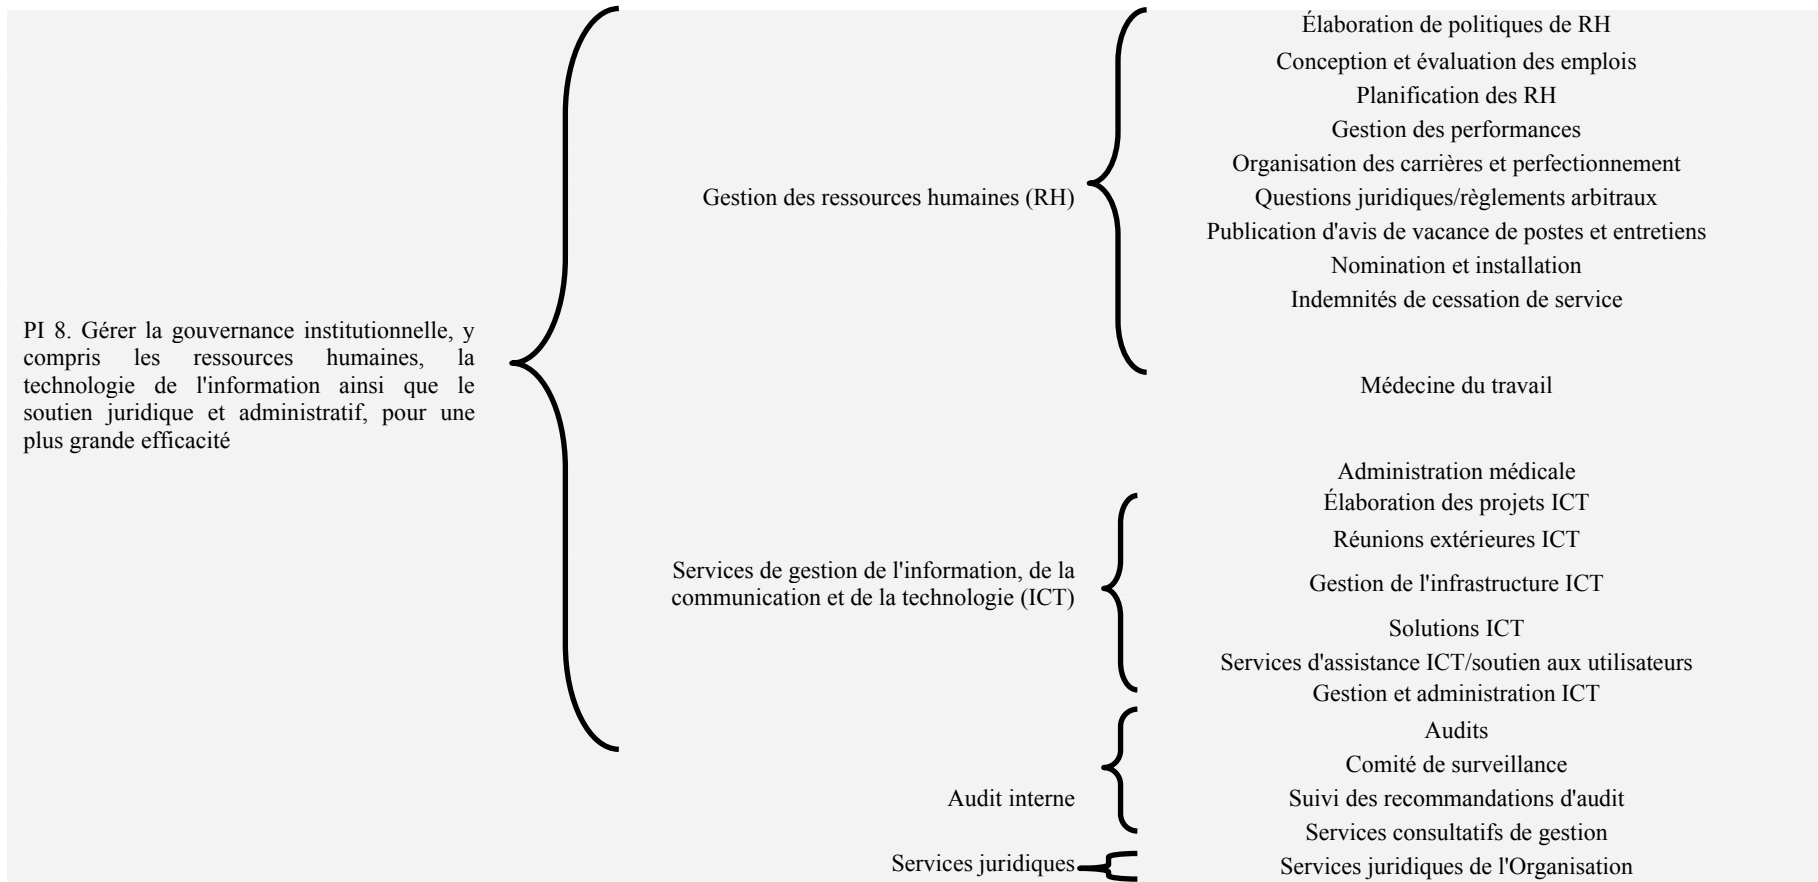 PI 8. Gérer la gouvernance institutionnelle, y
compris les ressources humaines, la
technologie de l'information ainsi que le
soutien juridique et administratif, pour une
plus grande efficacité
Gestion des ressources humaines (RH)
Élaboration de politiques de RH
Conception et évaluation des emplois
Planification des RH
Gestion des performances
Organisation des carrières et perfectionnement
Questions juridiques/règlements arbitraux
Publication d'avis de vacance de postes et entretiens
Nomination et installation
Indemnités de cessation de service
Médecine du travail
Administration médicale
Services de gestion de l'information, de la
communication et de la technologie (ICT)
Élaboration des projets ICT
Réunions extérieures ICT
Gestion de l'infrastructure ICT
Solutions ICT
Services d'assistance ICT/soutien aux utilisateurs
Gestion et administration ICT
Audit interne
Audits
Comité de surveillance
Suivi des recommandations d'audit
Services consultatifs de gestion
Services juridiques
Services juridiques de l'Organisation